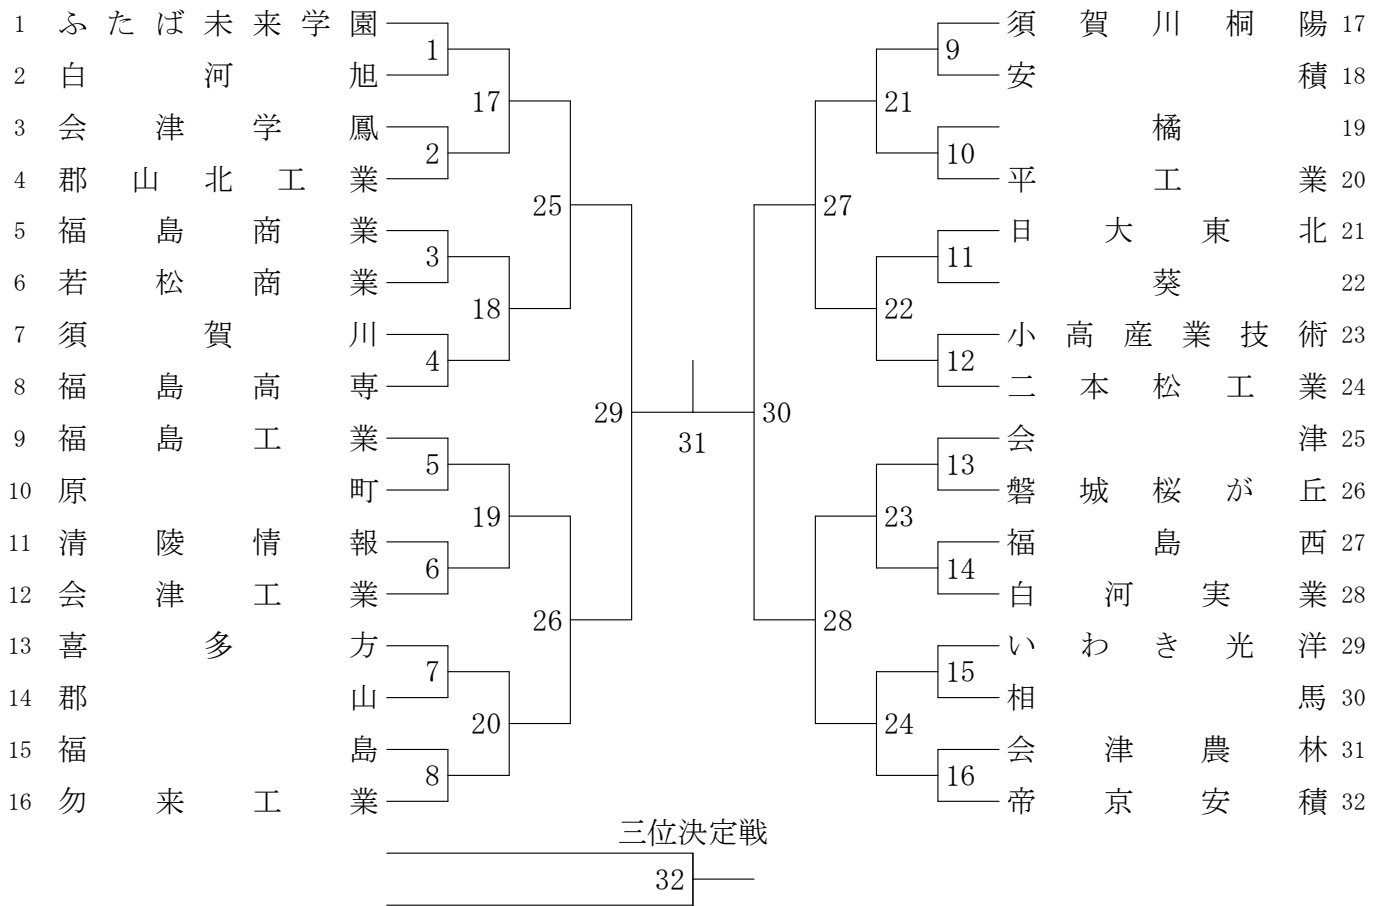 1 ふたば未来学園
2 白河旭
3 会津学鳳
4 郡山北工業
5 福島商業
6 若松商業
7 須賀川
8 福島高専
9 福島工業
10 原町
11 清陵情報
12 会津工業
13 喜多方
14 郡山
15 福島
16 勿来工業
1
2
3
4
5
6
7
8
17
18
19
20
25
26
29
31
30
27
28
21
22
23
24
9
10
11
12
13
14
15
16
須賀川桐陽 17
安積 18
橘 19
平工業 20
日大東北 21
葵 22
小高産業技術 23
二本松工業 24
会津 25
磐城桜が丘 26
福島西 27
白河実業 28
いわき光洋 29
相馬 30
会津農林 31
帝京安積 32
三位決定戦
32